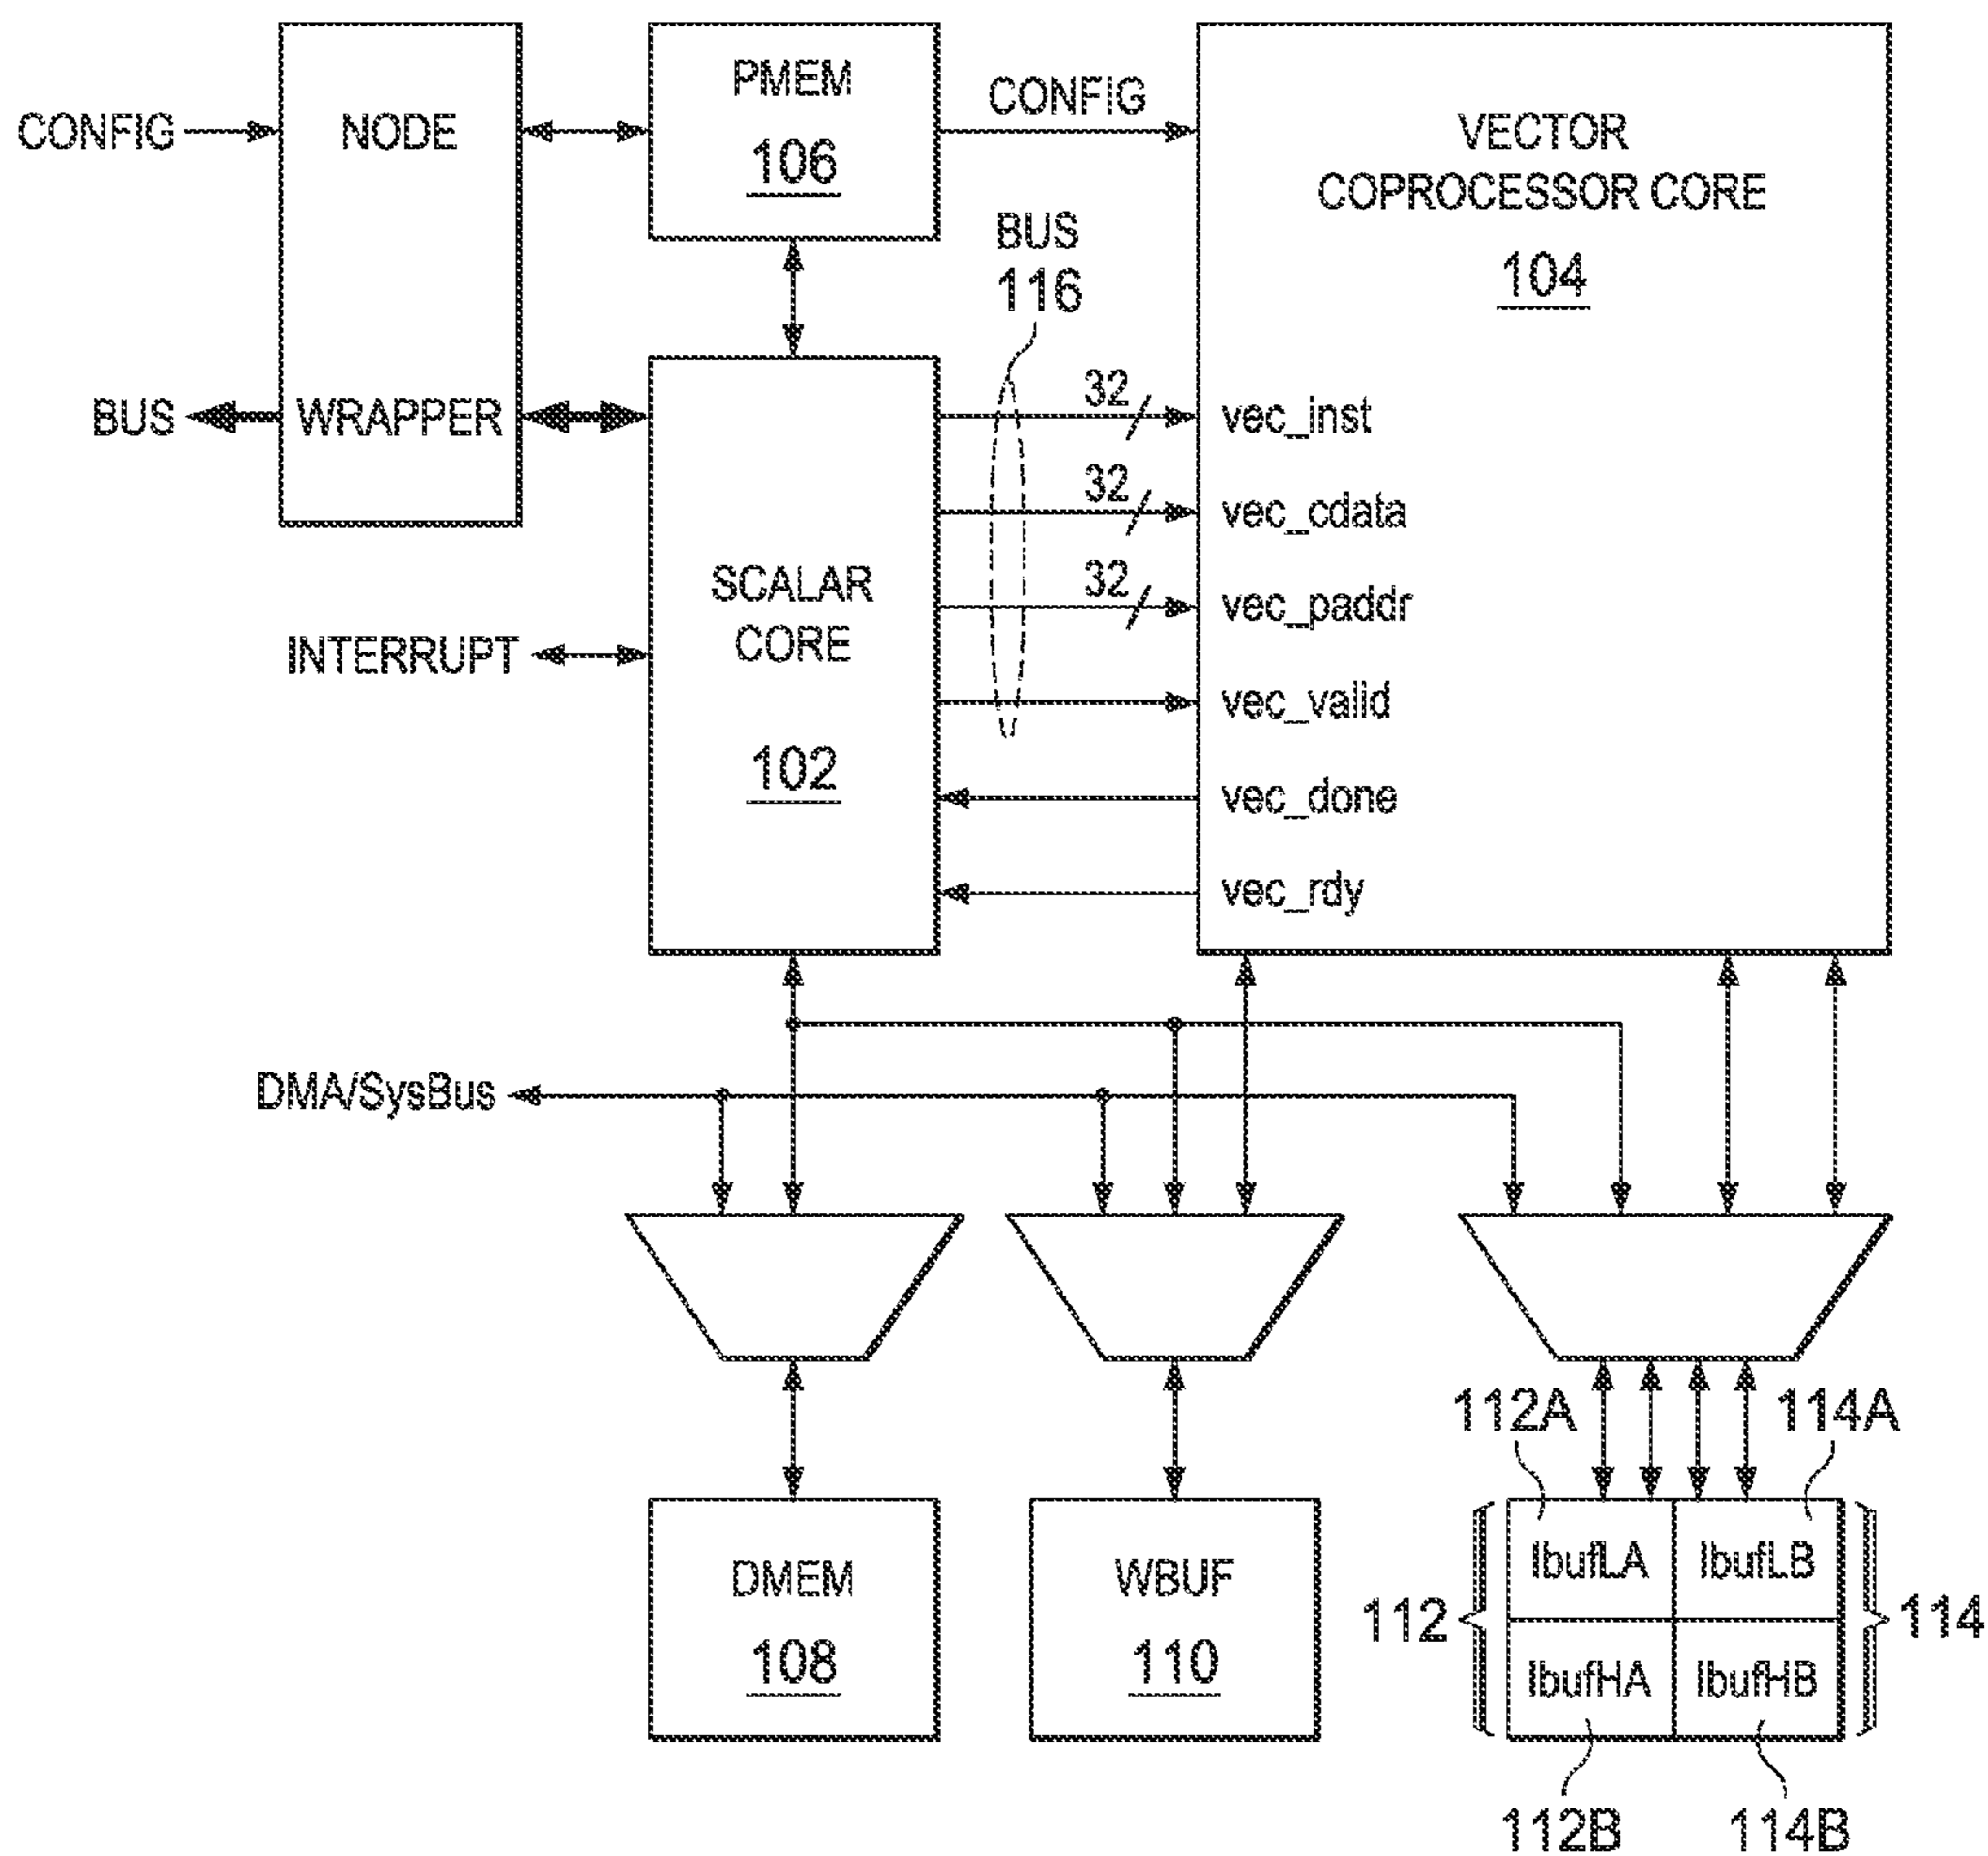 CONFIG
NODE
WRAPPER
BUS
PMEM
106
CONFIG
BUS
116
VECTOR
COPROCESSOR CORE
104
SCALAR
CORE
102
INTERRUPT
32
vec_inst
32
vec_cdata
32
vec_paddr
vec_valid
vec_done
vec_rdy
DMA/SysBus
DMEM
108
WBUF
110
112A
114A
112
IbufLA
IbufLB
IbufHA
IbufHB
114
112B
114B